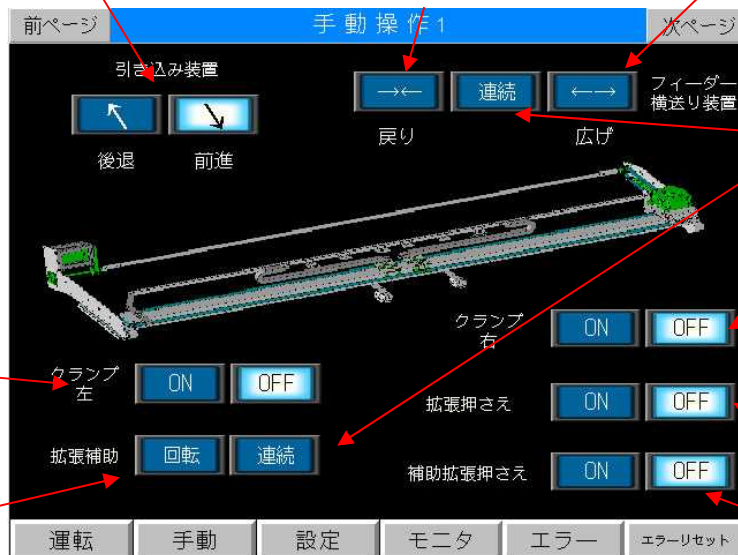 前ページ
手動操作1
次ページ
引き込み装置
後退
前進
→←
連続
←→
フィーダー
横送り装置
戻り
広げ
クランプ
右
ON
OFF
クランプ
左
ON
OFF
拡張押さえ
ON
OFF
拡張補助
回転
連続
補助拡張押さえ
ON
OFF
運転
手動
設定
モニタ
エラー
エラーリセット